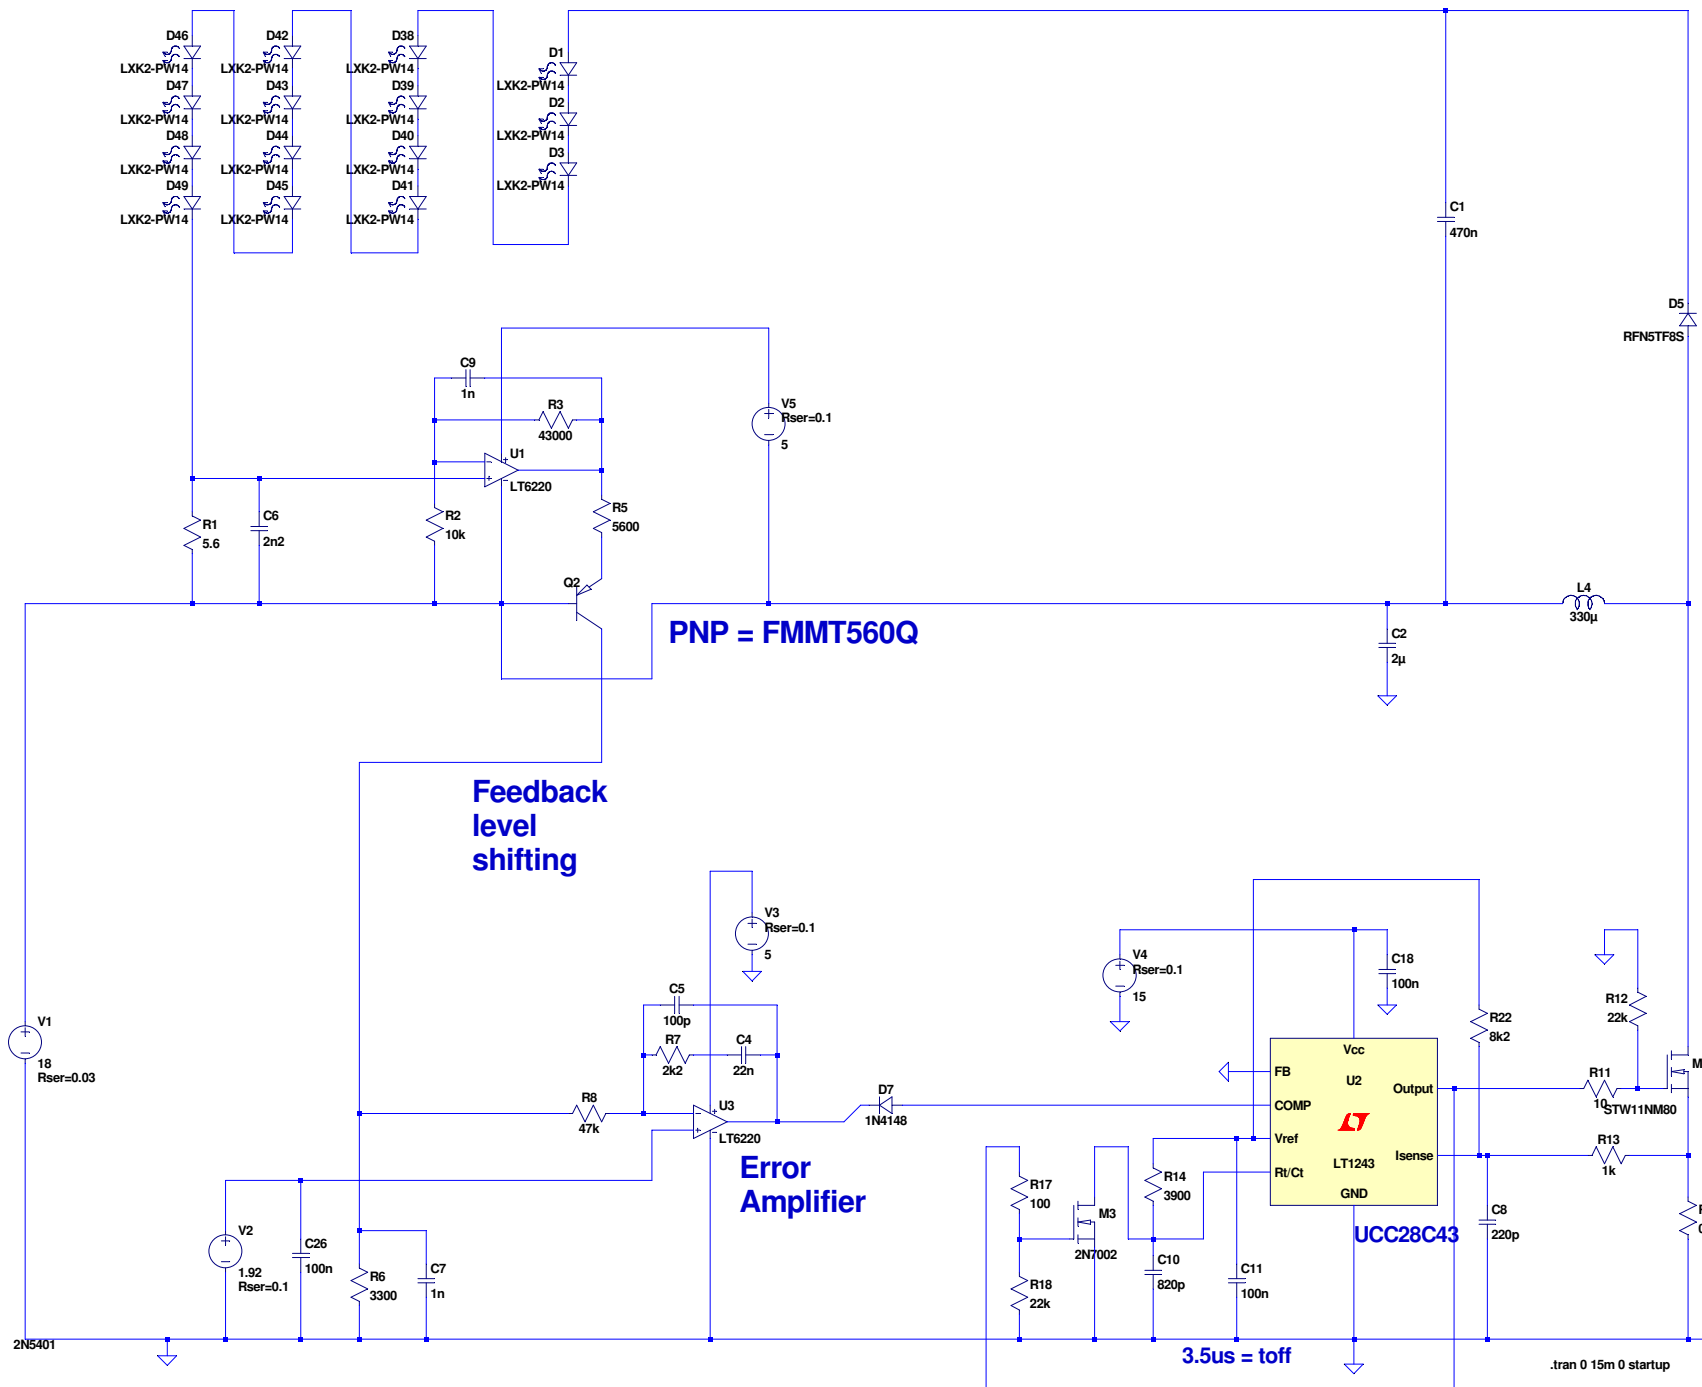 D46
LXK2-PW14
D47
LXK2-PW14
D48
LXK2-PW14
D49
LXK2-PW14
D42
LXK2-PW14
D43
LXK2-PW14
D44
LXK2-PW14
D45
LXK2-PW14
D38
LXK2-PW14
D39
LXK2-PW14
D40
LXK2-PW14
D41
LXK2-PW14
D1
LXK2-PW14
D2
LXK2-PW14
D3
LXK2-PW14
C1
470n
D5
RFN5TF8S
C9
1n
R3
43000
V5
Rser=0.1
5
U1
LT6220
R1
5.6
C6
2n2
R2
10k
R5
5600
Q2
PNP = FMMT560Q
L4
330µ
C2
2µ
Feedback
level
shifting
V3
Rser=0.1
5
V4
Rser=0.1
15
C18
100n
R12
22k
R22
8k2
V1
18
Rser=0.03
C5
100p
R7
2k2
C4
22n
R8
47k
U3
LT6220
D7
1N4148
Error
Amplifier
Vcc
FB
U2
Output
COMP
Vref
LT1243
Isense
Rt/Ct
GND
UCC28C43
R11
10
M
STW11NM80
R13
1k
R17
100
M3
2N7002
R14
3900
C8
220p
R
0
V2
1.92
Rser=0.1
C26
100n
R6
3300
C7
1n
R18
22k
C10
820p
C11
100n
2N5401
3.5us = toff
.tran 0 15m 0 startup